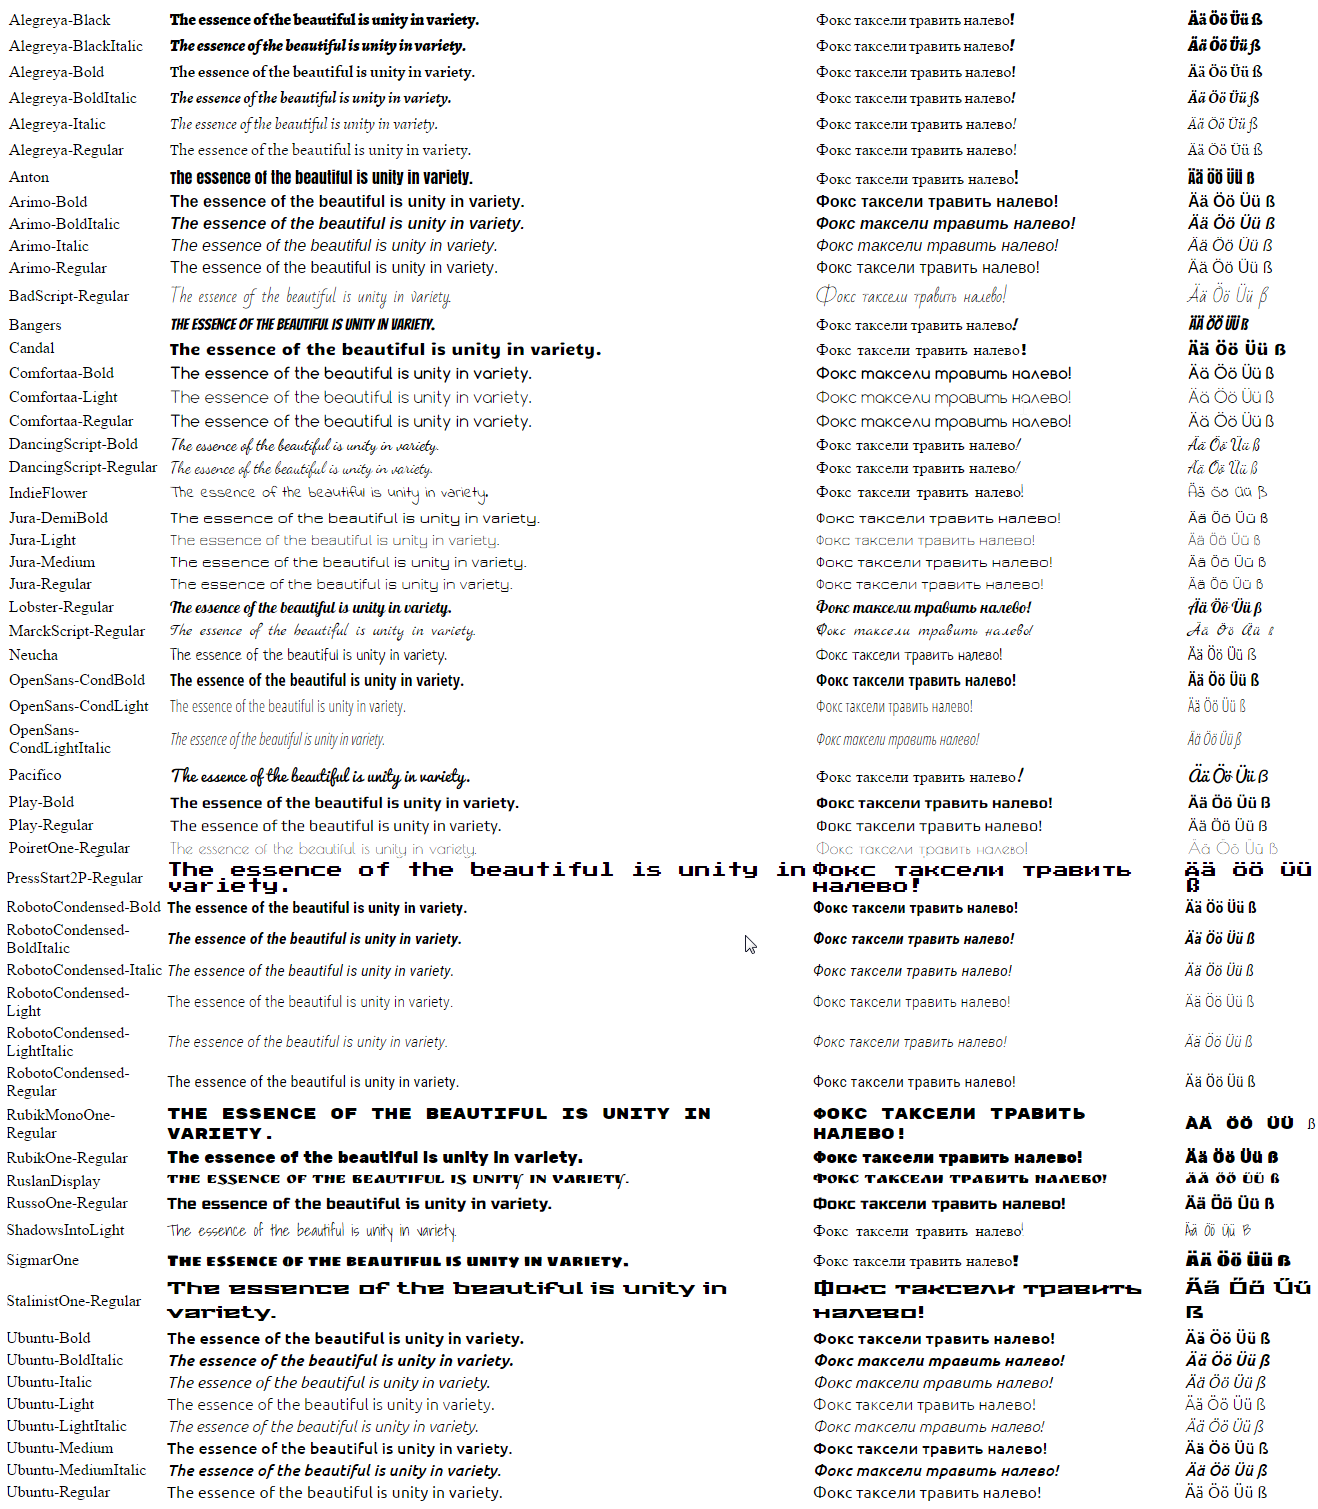 Alegreya-Black The essence of the beautiful is unity in variety. Фокс таксели травить налево! Ää Öö Üü ß
Alegreya-BlackItalic The essence of the beautiful is unity in variety. Фокс таксели травить налево! Ää Öö Üü ß
Alegreya-Bold The essence of the beautiful is unity in variety. Фокс таксели травить налево! Ää Öö Üü ß
Alegreya-BoldItalic The essence of the beautiful is unity in variety. Фокс таксели травить налево! Ää Öö Üü ß
Alegreya-Italic The essence of the beautiful is unity in variety. Фокс таксели травить налево! Ää Öö Üü ß
Alegreya-Regular The essence of the beautiful is unity in variety. Фокс таксели травить налево! Ää Öö Üü ß
Anton The essence of the beautiful is unity in variety. Фокс таксели травить налево! Ää Öö Üü ß
Arimo-Bold The essence of the beautiful is unity in variety. Фокс таксели травить налево! Ää Öö Üü ß
Arimo-BoldItalic The essence of the beautiful is unity in variety. Фокс таксели травить налево! Ää Öö Üü ß
Arimo-Italic The essence of the beautiful is unity in variety. Фокс таксели травить налево! Ää Öö Üü ß
Arimo-Regular The essence of the beautiful is unity in variety. Фокс таксели травить налево! Ää Öö Üü ß
BadScript-Regular The essence of the beautiful is unity in variety. Фокс таксели травить налево! Ää Öö Üü ß
Bangers THE ESSENCE OF THE BEAUTIFUL IS UNITY IN VARIETY. Фокс таксели травить налево! ÄÄ ÖÖ ÜÜ ß
Candal The essence of the beautiful is unity in variety. Фокс таксели травить налево! Ää Öö Üü ß
Comfortaa-Bold The essence of the beautiful is unity in variety. Фокс таксели травить налево! Ää Öö Üü ß
Comfortaa-Light The essence of the beautiful is unity in variety. Фокс таксели травить налево! Ää Öö Üü ß
Comfortaa-Regular The essence of the beautiful is unity in variety. Фокс таксели травить налево! Ää Öö Üü ß
DancingScript-Bold The essence of the beautiful is unity in variety. Фокс таксели травить налево! Ää Öö Üü ß
DancingScript-Regular The essence of the beautiful is unity in variety. Фокс таксели травить налево! Ää Öö Üü ß
IndieFlower The essence of the beautiful is unity in variety. Фокс таксели травить налево! Ää Öö Üü ß
Jura-DemiBold The essence of the beautiful is unity in variety. Фокс таксели травить налево! Ää Öö Üü ß
Jura-Light The essence of the beautiful is unity in variety. Фокс таксели травить налево! Ää Öö Üü ß
Jura-Medium The essence of the beautiful is unity in variety. Фокс таксели травить налево! Ää Öö Üü ß
Jura-Regular The essence of the beautiful is unity in variety. Фокс таксели травить налево! Ää Öö Üü ß
Lobster-Regular The essence of the beautiful is unity in variety. Фокс таксели травить налево! Ää Öö Üü ß
MarckScript-Regular The essence of the beautiful is unity in variety. Фокс таксели травить налево! Ää Öö Üü ß
Neucha The essence of the beautiful is unity in variety. Фокс таксели травить налево! Ää Öö Üü ß
OpenSans-CondBold The essence of the beautiful is unity in variety. Фокс таксели травить налево! Ää Öö Üü ß
OpenSans-CondLight The essence of the beautiful is unity in variety. Фокс таксели травить налево! Ää Öö Üü ß
OpenSans-
CondLightItalic The essence of the beautiful is unity in variety. Фокс таксели травить налево! Ää Öö Üü ß
Pacifico The essence of the beautiful is unity in variety. Фокс таксели травить налево! Ää Öö Üü ß
Play-Bold The essence of the beautiful is unity in variety. Фокс таксели травить налево! Ää Öö Üü ß
Play-Regular The essence of the beautiful is unity in variety. Фокс таксели травить налево! Ää Öö Üü ß
PoiretOne-Regular The essence of the beautiful is unity in variety. Фокс таксели травить налево! Ää Öö Üü ß
PressStart2P-Regular The essence of the beautiful is unity in Фокс таксели травить Ää Öö Üü
variety. налево! ß
RobotoCondensed-Bold The essence of the beautiful is unity in variety. Фокс таксели травить налево! Ää Öö Üü ß
RobotoCondensed-
BoldItalic The essence of the beautiful is unity in variety. Фокс таксели травить налево! Ää Öö Üü ß
RobotoCondensed-Italic The essence of the beautiful is unity in variety. Фокс таксели травить налево! Ää Öö Üü ß
RobotoCondensed-
Light The essence of the beautiful is unity in variety. Фокс таксели травить налево! Ää Öö Üü ß
RobotoCondensed-
LightItalic The essence of the beautiful is unity in variety. Фокс таксели травить налево! Ää Öö Üü ß
RobotoCondensed-
Regular The essence of the beautiful is unity in variety. Фокс таксели травить налево! Ää Öö Üü ß
RubikMonoOne- THE ESSENCE OF THE BEAUTIFUL IS UNITY IN ФОКС ТАКСЕЛИ ТРАВИТЬ ÄÄ ÖÖ ÜÜ ß
Regular VARIETY. НАЛЕВО!
RubikOne-Regular The essence of the beautiful is unity in variety. Фокс таксели травить налево! Ää Öö Üü ß
RuslanDisplay THE ESSENCE OF THE BEAUTIFUL IS UNITY IN VARIETY. ФОКС ТАКСЕЛИ ТРАВИТЬ НАЛЕВО! ÄÄ ÖÖ ÜÜ ß
RussoOne-Regular The essence of the beautiful is unity in variety. Фокс таксели травить налево! Ää Öö Üü ß
ShadowsIntoLight The essence of the beautiful is unity in variety. Фокс таксели травить налево! Ää Öö Üü ß
SigmarOne THE ESSENCE OF THE BEAUTIFUL IS UNITY IN VARIETY. Фокс таксели травить налево! Ää Öö Üü ß
StalinistOne-Regular The essence of the beautiful is unity in Фокс таксели травить Ää Öö Üü
variety. налево! ß
Ubuntu-Bold The essence of the beautiful is unity in variety. Фокс таксели травить налево! Ää Öö Üü ß
Ubuntu-BoldItalic The essence of the beautiful is unity in variety. Фокс таксели травить налево! Ää Öö Üü ß
Ubuntu-Italic The essence of the beautiful is unity in variety. Фокс таксели травить налево! Ää Öö Üü ß
Ubuntu-Light The essence of the beautiful is unity in variety. Фокс таксели травить налево! Ää Öö Üü ß
Ubuntu-LightItalic The essence of the beautiful is unity in variety. Фокс таксели травить налево! Ää Öö Üü ß
Ubuntu-Medium The essence of the beautiful is unity in variety. Фокс таксели травить налево! Ää Öö Üü ß
Ubuntu-MediumItalic The essence of the beautiful is unity in variety. Фокс таксели травить налево! Ää Öö Üü ß
Ubuntu-Regular The essence of the beautiful is unity in variety. Фокс таксели травить налево! Ää Öö Üü ß